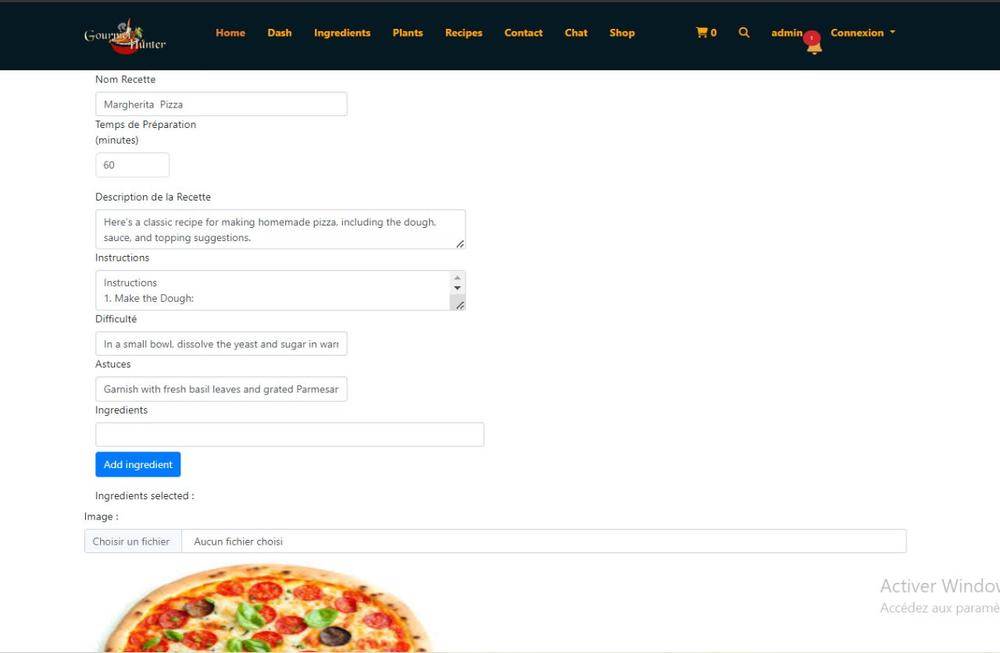 Gourmet Hunter
Home Dash Ingredients Plants Recipes Contact Chat Shop 0 admin 1 Connexion
Nom Recette
Margherita Pizza
Temps de Préparation
(minutes)
60
Description de la Recette
Here's a classic recipe for making homemade pizza, including the dough,
sauce, and topping suggestions.
Instructions
Instructions
1. Make the Dough:
Difficulté
In a small bowl, dissolve the yeast and sugar in warr
Astuces
Garnish with fresh basil leaves and grated Parmesar
Ingredients
Add ingredient
Ingredients selected :
Image :
Choisir un fichier Aucun fichier choisi
Activer Window
Accédez aux paramè